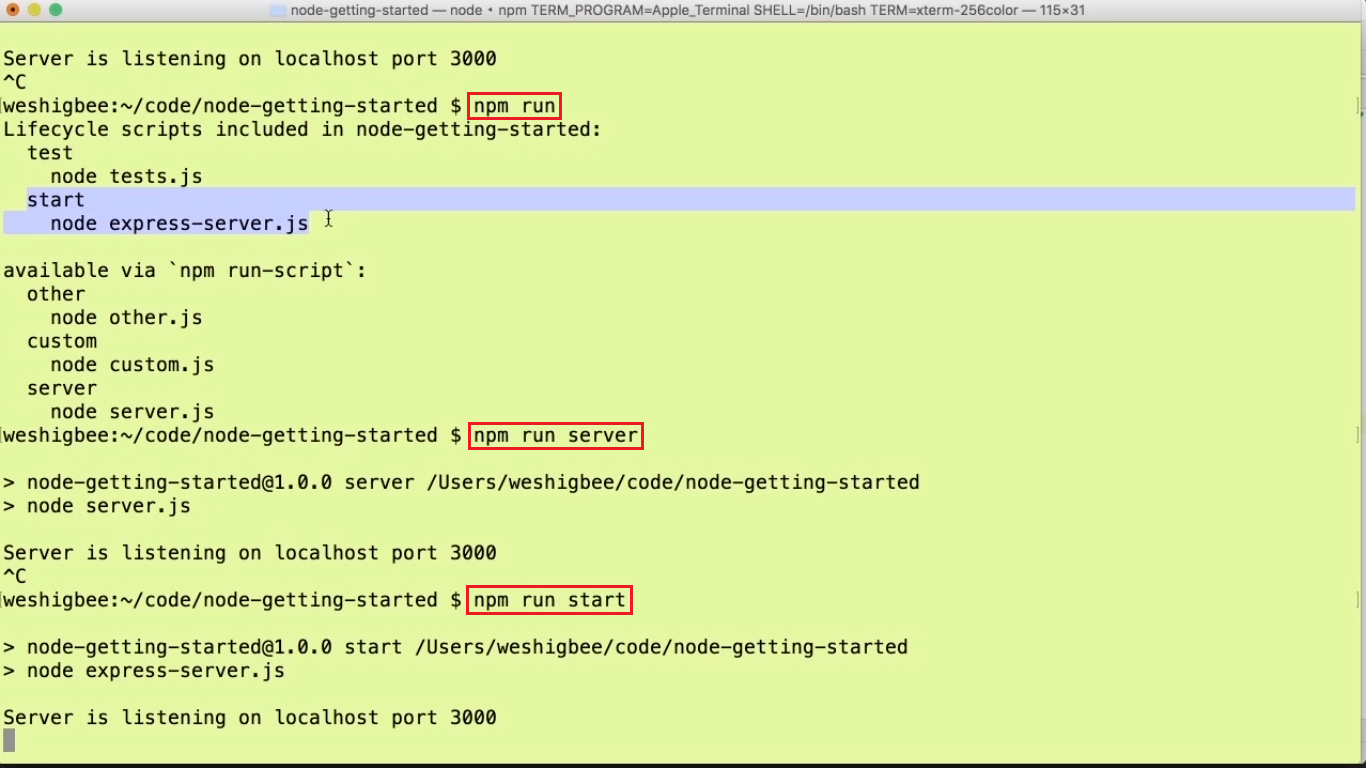 node-getting-started — node ◂ npm TERM_PROGRAM=Apple_Terminal SHELL=/bin/bash TERM=xterm-256color — 115×31
Server is listening on localhost port 3000
^C
[weshigbee:~/code/node-getting-started $ npm run ]
Lifecycle scripts included in node-getting-started:
  test
    node tests.js
  start
    node express-server.js

available via `npm run-script`:
  other
    node other.js
  custom
    node custom.js
  server
    node server.js
[weshigbee:~/code/node-getting-started $ npm run server ]

> node-getting-started@1.0.0 server /Users/weshigbee/code/node-getting-started
> node server.js

Server is listening on localhost port 3000
^C
[weshigbee:~/code/node-getting-started $ npm run start ]

> node-getting-started@1.0.0 start /Users/weshigbee/code/node-getting-started
> node express-server.js

Server is listening on localhost port 3000